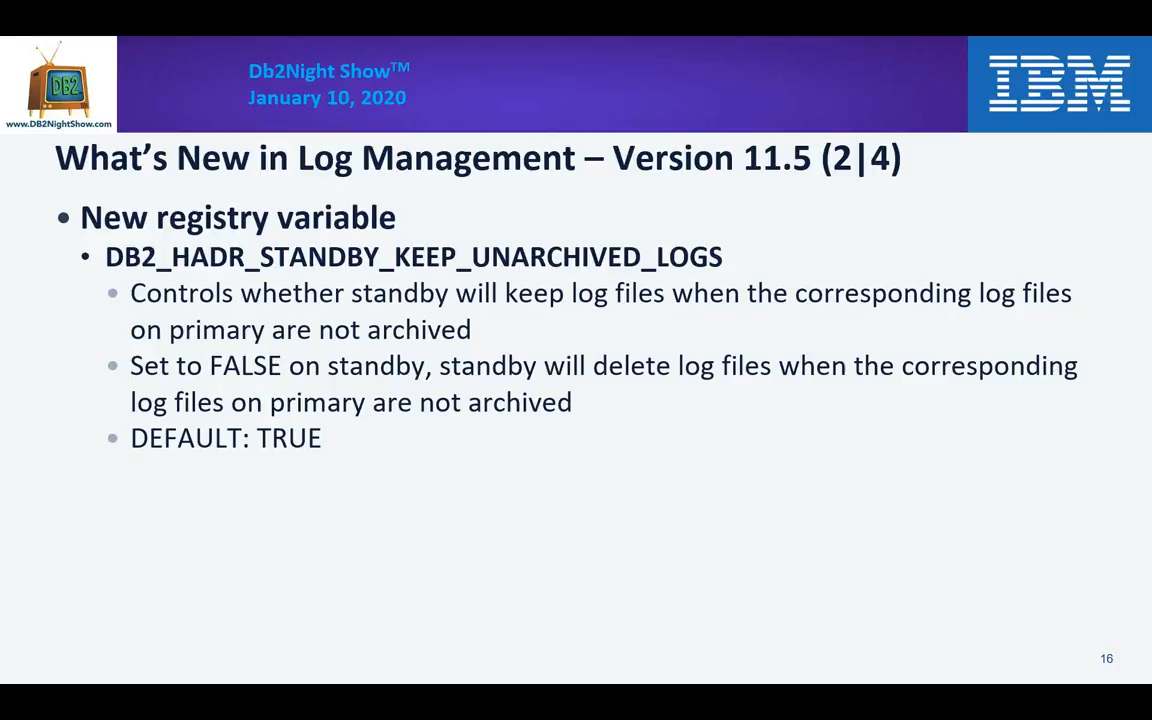 Db2Night Show™
January 10, 2020
DB2
www.DB2NightShow.com
IBM
What's New in Log Management – Version 11.5 (2|4)
• New registry variable
• DB2_HADR_STANDBY_KEEP_UNARCHIVED_LOGS
• Controls whether standby will keep log files when the corresponding log files
on primary are not archived
• Set to FALSE on standby, standby will delete log files when the corresponding
log files on primary are not archived
• DEFAULT: TRUE
16